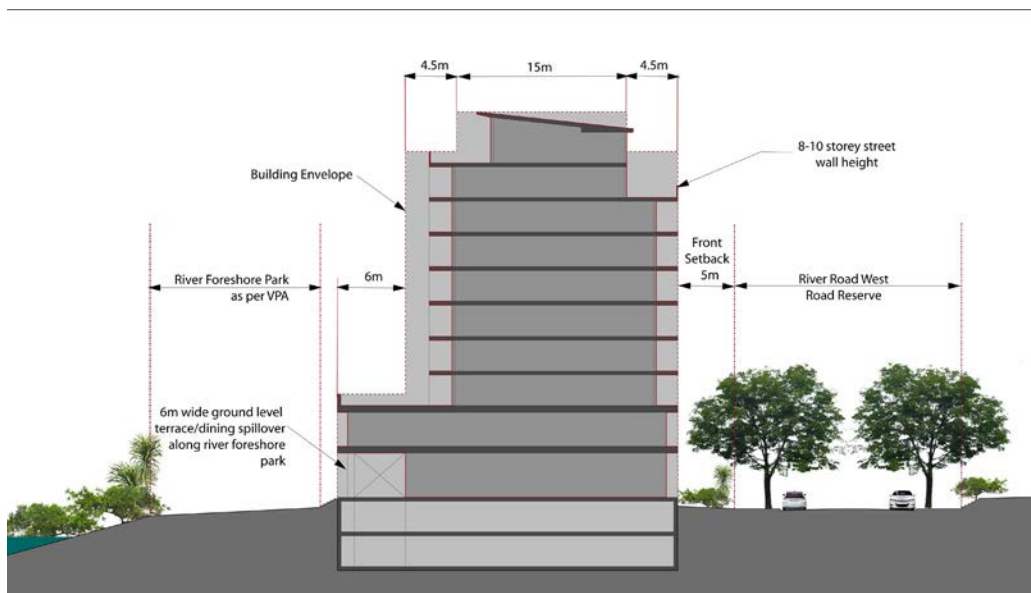 4.5m
15m
4.5m
8-10 storey street
wall height
Building Envelope
Front
Setback
5m
River Foreshore Park
as per VPA
6m
River Road West
Road Reserve
6m wide ground level
terrace/dining spillover
along river foreshore
park